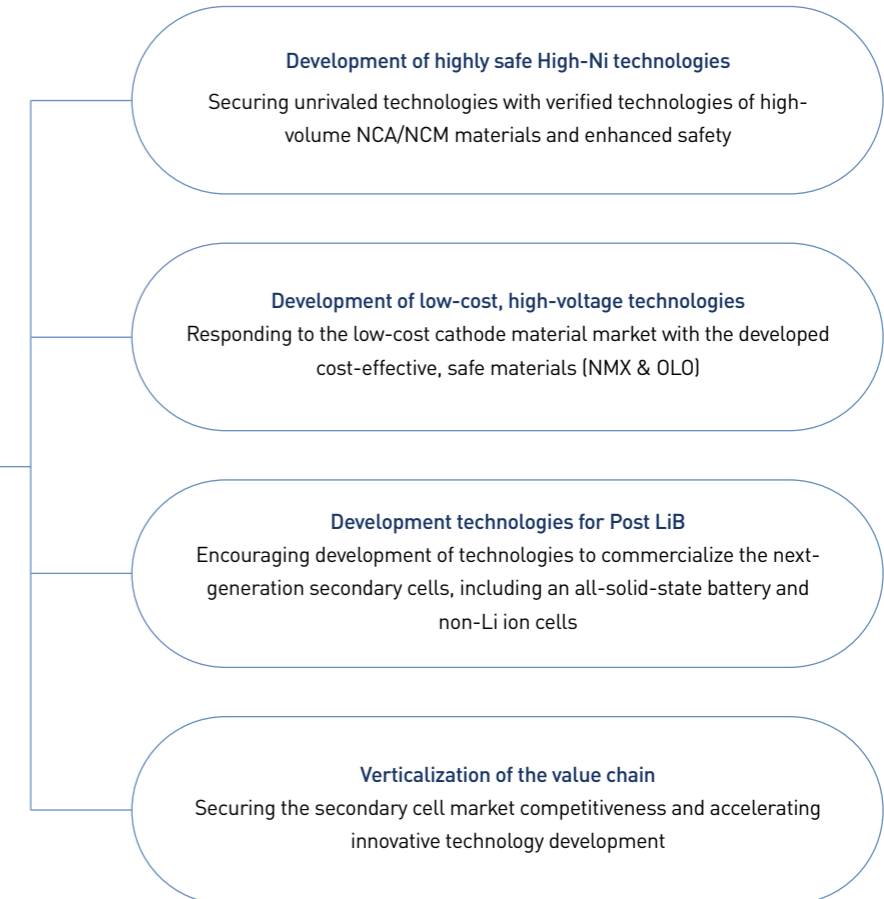 Development of highly safe High-Ni technologies
Securing unrivaled technologies with verified technologies of high-
volume NCA/NCM materials and enhanced safety
Development of low-cost, high-voltage technologies
Responding to the low-cost cathode material market with the developed
cost-effective, safe materials (NMX & OLO)
Development technologies for Post LiB
Encouraging development of technologies to commercialize the next-
generation secondary cells, including an all-solid-state battery and
non-Li ion cells
Verticalization of the value chain
Securing the secondary cell market competitiveness and accelerating
innovative technology development